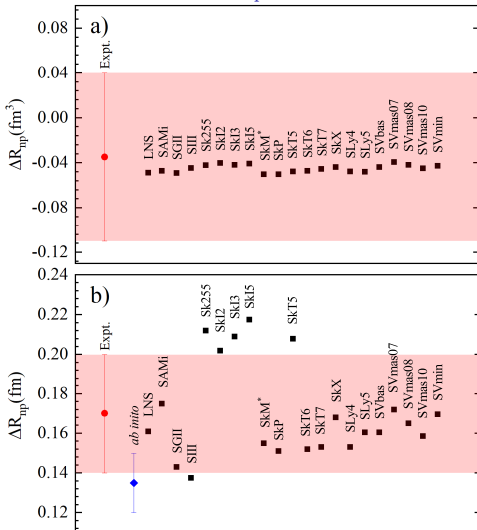 a)
ΔRnp(fm³)
0.08
0.04
0.00
-0.04
-0.08
-0.12
Expt.
LNS
SAMi
SGII
SIII
Sk255
SkI2
SkI3
SkI5
SkM*
SkP
SkT5
SkT6
SkT7
SkX
SLy4
SLy5
SVbas
SVmas07
SVmas08
SVmas10
SVmin
b)
ΔRnp(fm)
0.24
0.22
0.20
0.18
0.16
0.14
0.12
Expt.
ab inito
LNS
SAMi
SGII
SIII
Sk255
SkI2
SkI3
SkI5
SkM*
SkP
SkT5
SkT6
SkT7
SkX
SLy4
SLy5
SVbas
SVmas07
SVmas08
SVmas10
SVmin